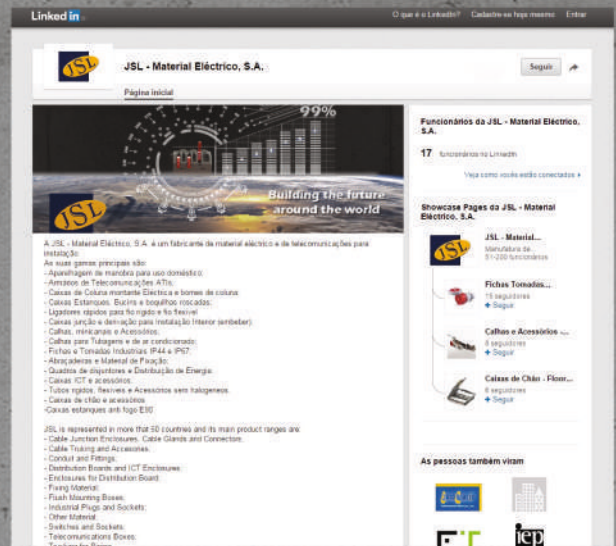 Linked in
O que é o LinkedIn? Cadastre-se hoje mesmo Entrar
JSL
JSL - Material Eléctrico, S.A.
Seguir
Página inicial
99%
Building the future
around the world
JSL
A JSL - Material Eléctrico, S.A. é um fabricante de material eléctrico e de telecomunicações para
instalação
As suas gamas principais são:
- Aparelhagem de manobra para uso doméstico;
- Armários de Telecomunicações ATIs;
- Caixas de Coluna montante Eléctrica e bornes de coluna
- Caixas Estanques, Bucins e boquilhas roscadas;
- Ligadores rápidos para fio rígido e fio flexível
- Caixas junção e derivação para Instalação Interior (embeber);
- Calhas, minicanais e Acessórios;
- Calhas para Tubagens e de ar condicionado;
- Fichas e Tomadas Industriais IP44 e IP67;
- Abraçadeiras e Material de Fixação;
- Quadros de disjuntores e Distribuição de Energia;
- Caixas ICT e acessórios;
- Tubos rígidos, flexíveis e Acessórios sem halogeneos;
- Caixas de chão e acessórios
-Caixas estanques anti fogo E90
JSL is represented in more that 50 countries and its main product ranges are:
- Cable Junction Enclosures, Cable Glands and Connectors;
- Cable Truking and Accesories;
- Conduit and Fittings;
- Distribution Boards and ICT Enclosures;
- Enclosures for Distribution Board;
- Fixing Material;
- Flush Mounting Boxes;
- Industrial Plugs and Sockets;
- Other Material;
- Switches and Sockets;
- Telecomunications Boxes;
Funcionários da JSL - Material Eléctrico,
S.A.
17 funcionários no LinkedIn
Veja como vocês estão conectados
Showcase Pages da JSL - Material
Eléctrico, S.A.
JSL
JSL - Material...
Manufatura de...
51-200 funcionários
Fichas Tomadas...
15 seguidores
+ Seguir
Calhas e Acessórios -...
8 seguidores
+ Seguir
Caixas de Chão - Floor...
6 seguidores
+ Seguir
As pessoas também viram
iep